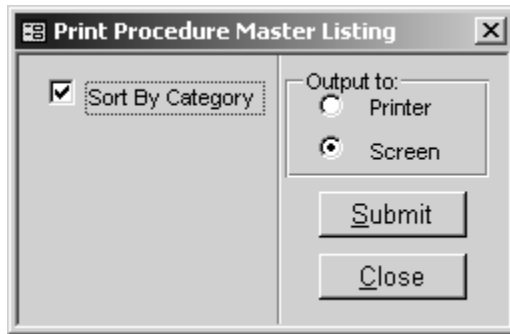 Print Procedure Master Listing
Sort By Category
Output to:
Printer
Screen
Submit
Close